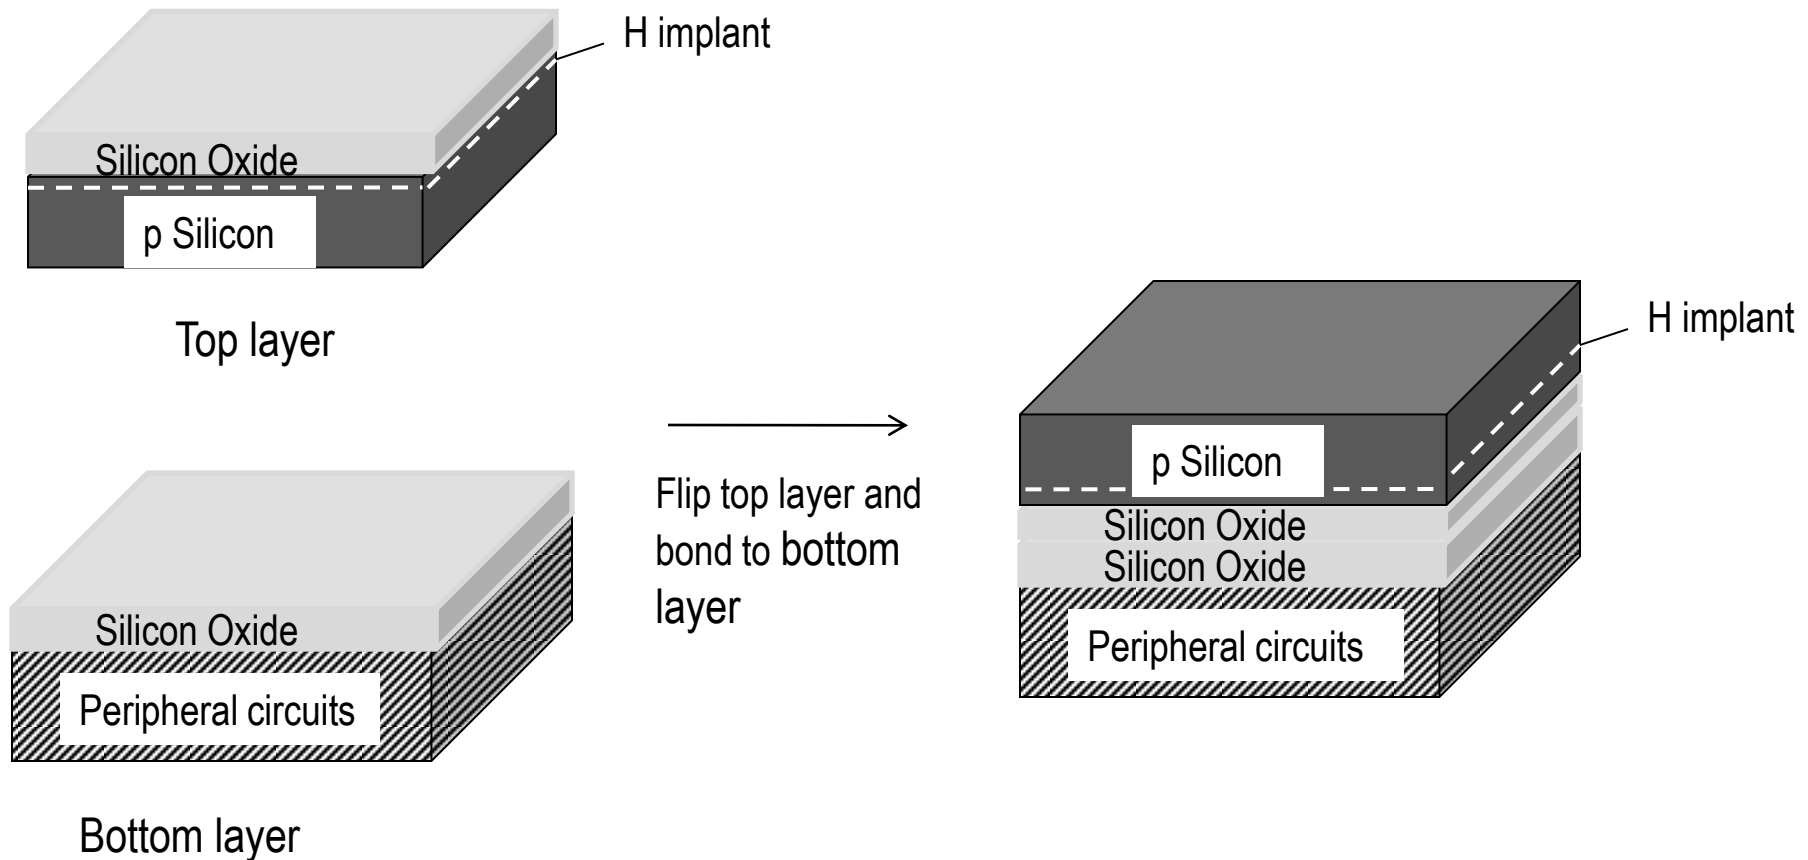 H implant
Silicon Oxide
p Silicon
Top layer
Silicon Oxide
Peripheral circuits
Bottom layer
Flip top layer and
bond to bottom
layer
H implant
p Silicon
Silicon Oxide
Silicon Oxide
Peripheral circuits